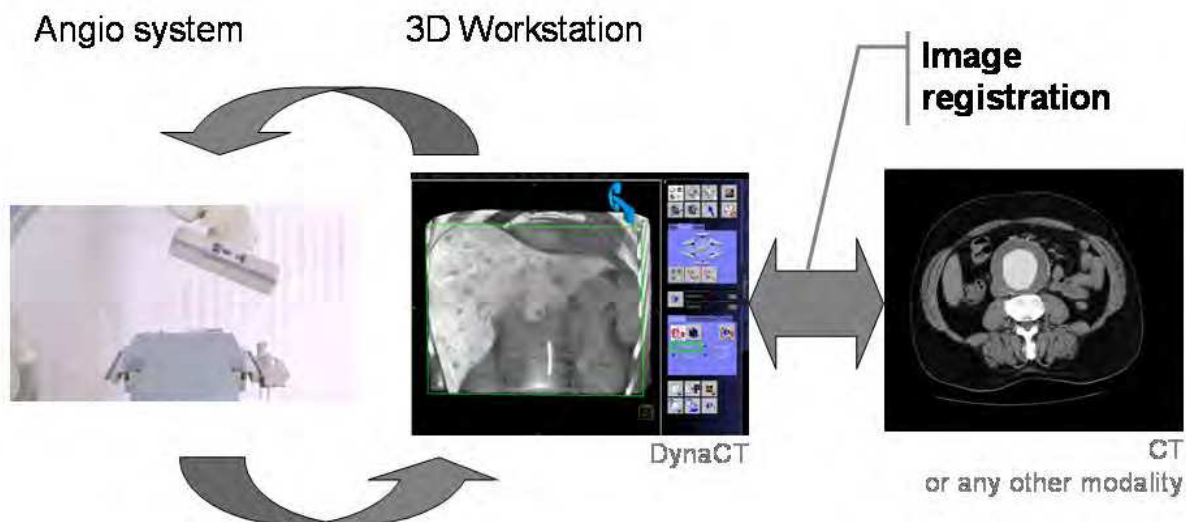 Angio system
3D Workstation
Image
registration
DynaCT
CT
or any other modality